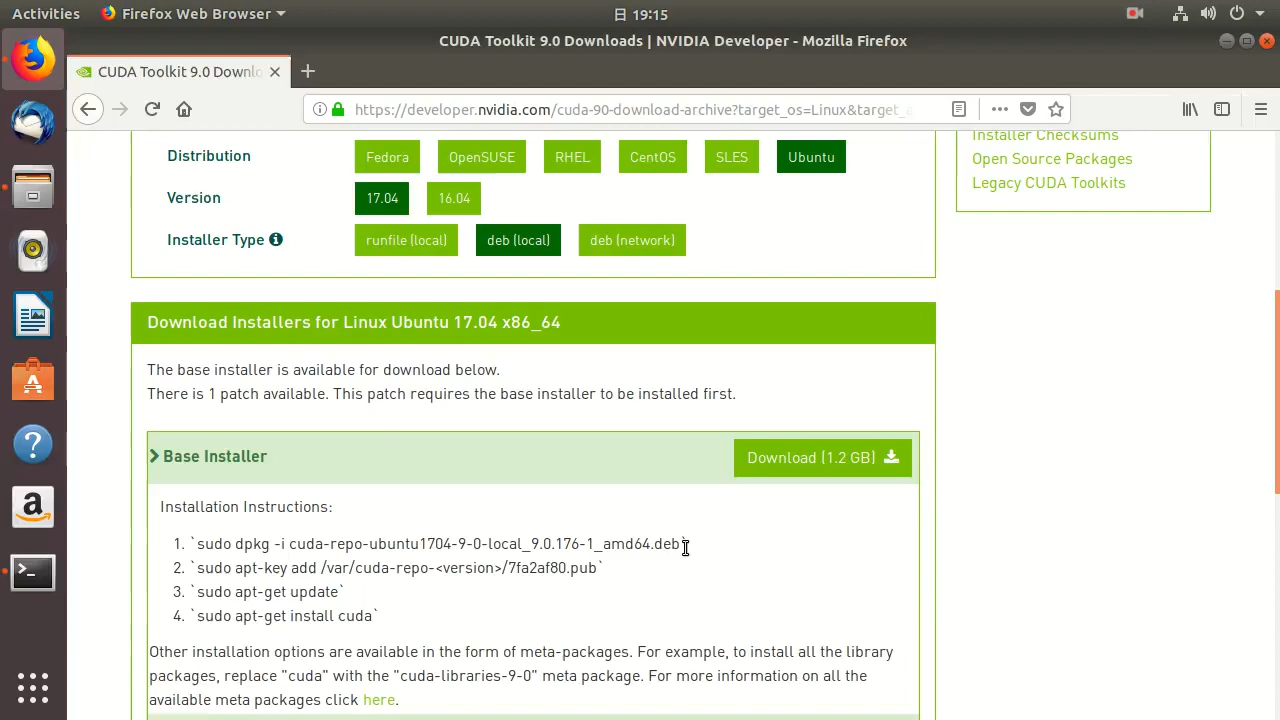 Activities
Firefox Web Browser
日 19:15
CUDA Toolkit 9.0 Downloads | NVIDIA Developer - Mozilla Firefox
CUDA Toolkit 9.0 Downlo
https://developer.nvidia.com/cuda-90-download-archive?target_os=Linux&target_a
Distribution
Fedora
OpenSUSE
RHEL
CentOS
SLES
Ubuntu
Version
17.04
16.04
Installer Type
runfile (local)
deb (local)
deb (network)
Installer Checksums
Open Source Packages
Legacy CUDA Toolkits
Download Installers for Linux Ubuntu 17.04 x86_64
The base installer is available for download below.
There is 1 patch available. This patch requires the base installer to be installed first.
Base Installer
Download (1.2 GB)
Installation Instructions:
1. `sudo dpkg -i cuda-repo-ubuntu1704-9-0-local_9.0.176-1_amd64.deb`
2. `sudo apt-key add /var/cuda-repo-<version>/7fa2af80.pub`
3. `sudo apt-get update`
4. `sudo apt-get install cuda`
Other installation options are available in the form of meta-packages. For example, to install all the library
packages, replace "cuda" with the "cuda-libraries-9-0" meta package. For more information on all the
available meta packages click here.